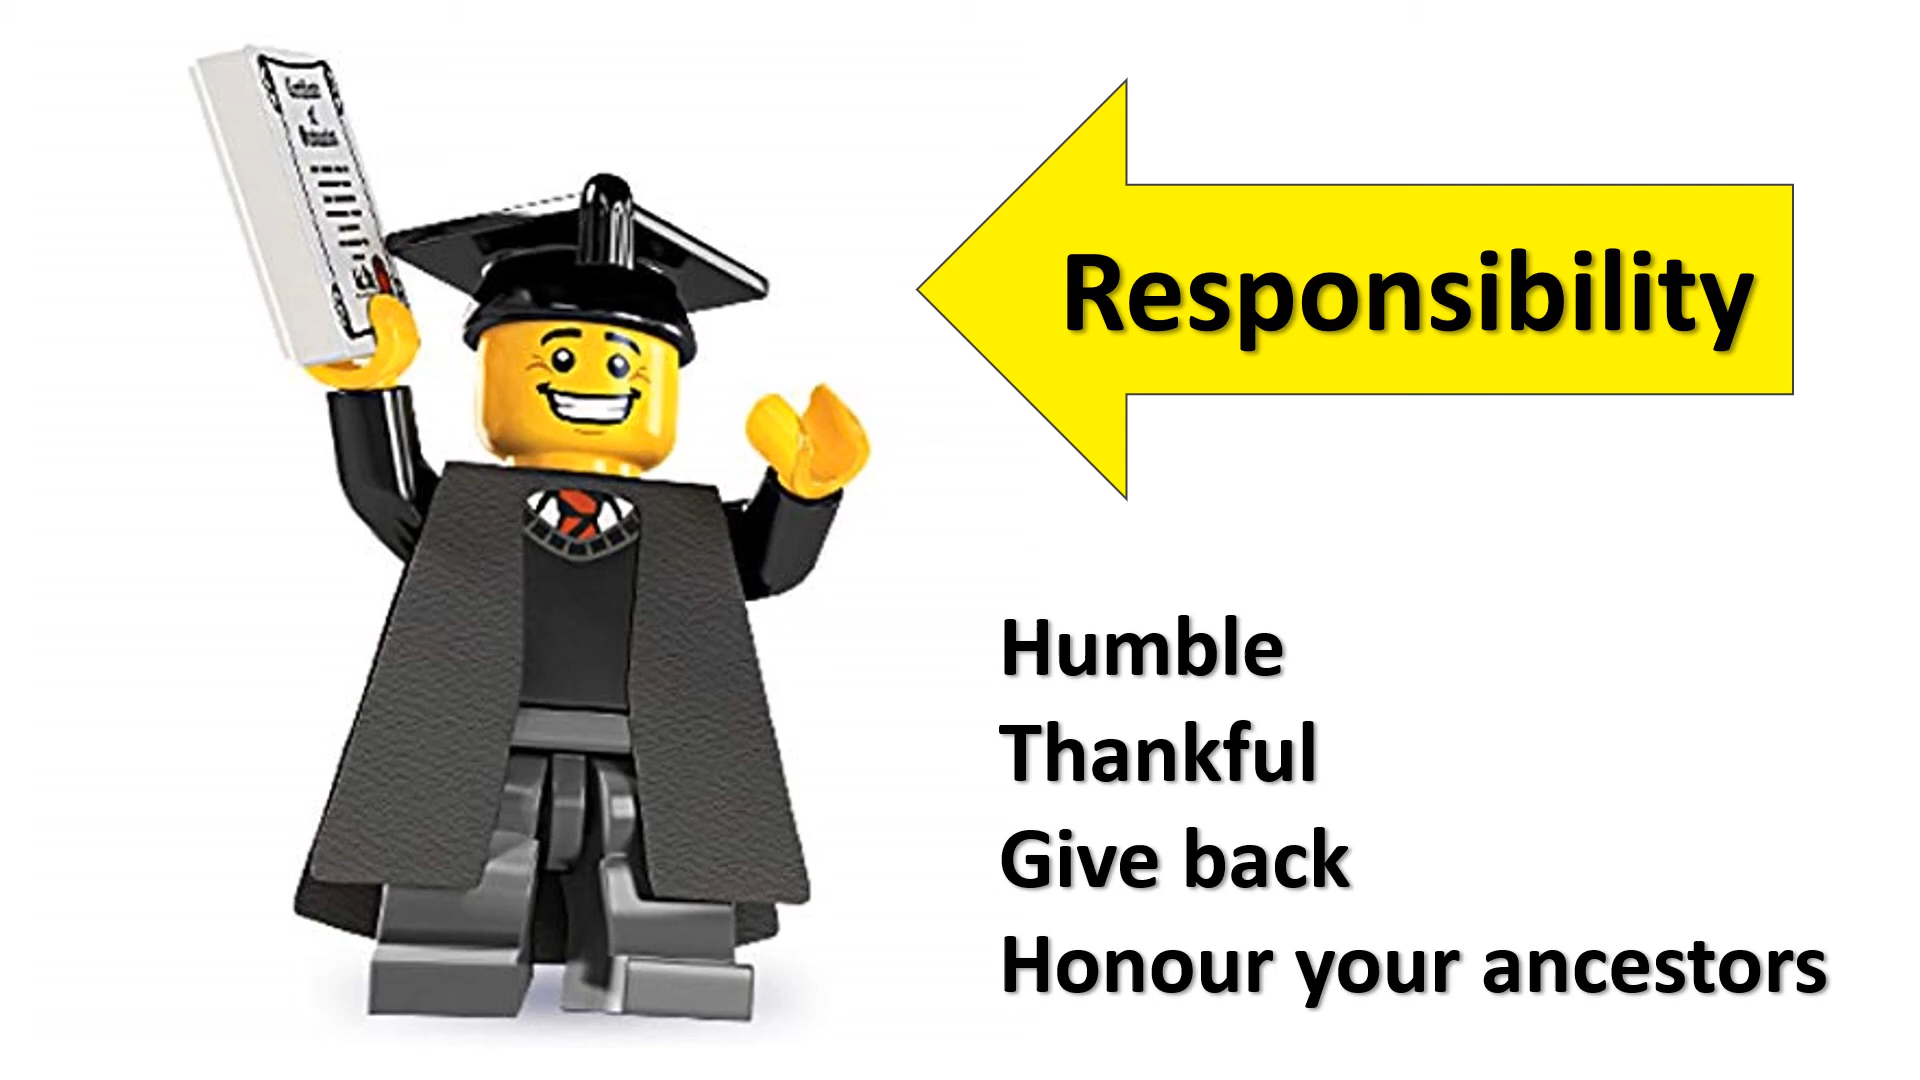 Responsibility
Humble
Thankful
Give back
Honour your ancestors